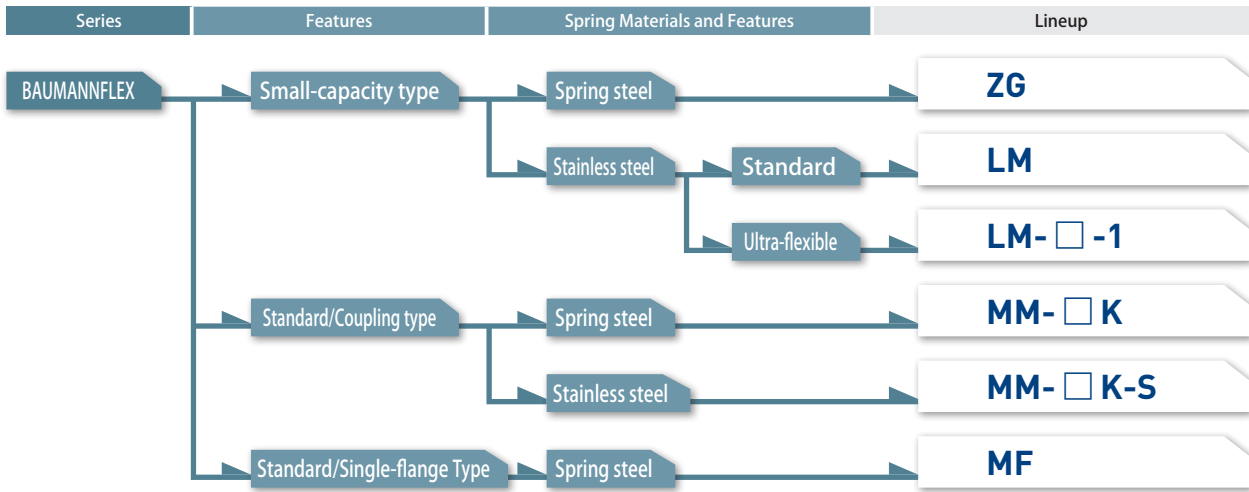 Series Features Spring Materials and Features Lineup
BAUMANNFLEX Small-capacity type Spring steel ZG
Stainless steel Standard LM
Ultra-flexible LM- □ -1
Standard/Coupling type Spring steel MM- □ K
Stainless steel MM- □ K-S
Standard/Single-flange Type Spring steel MF